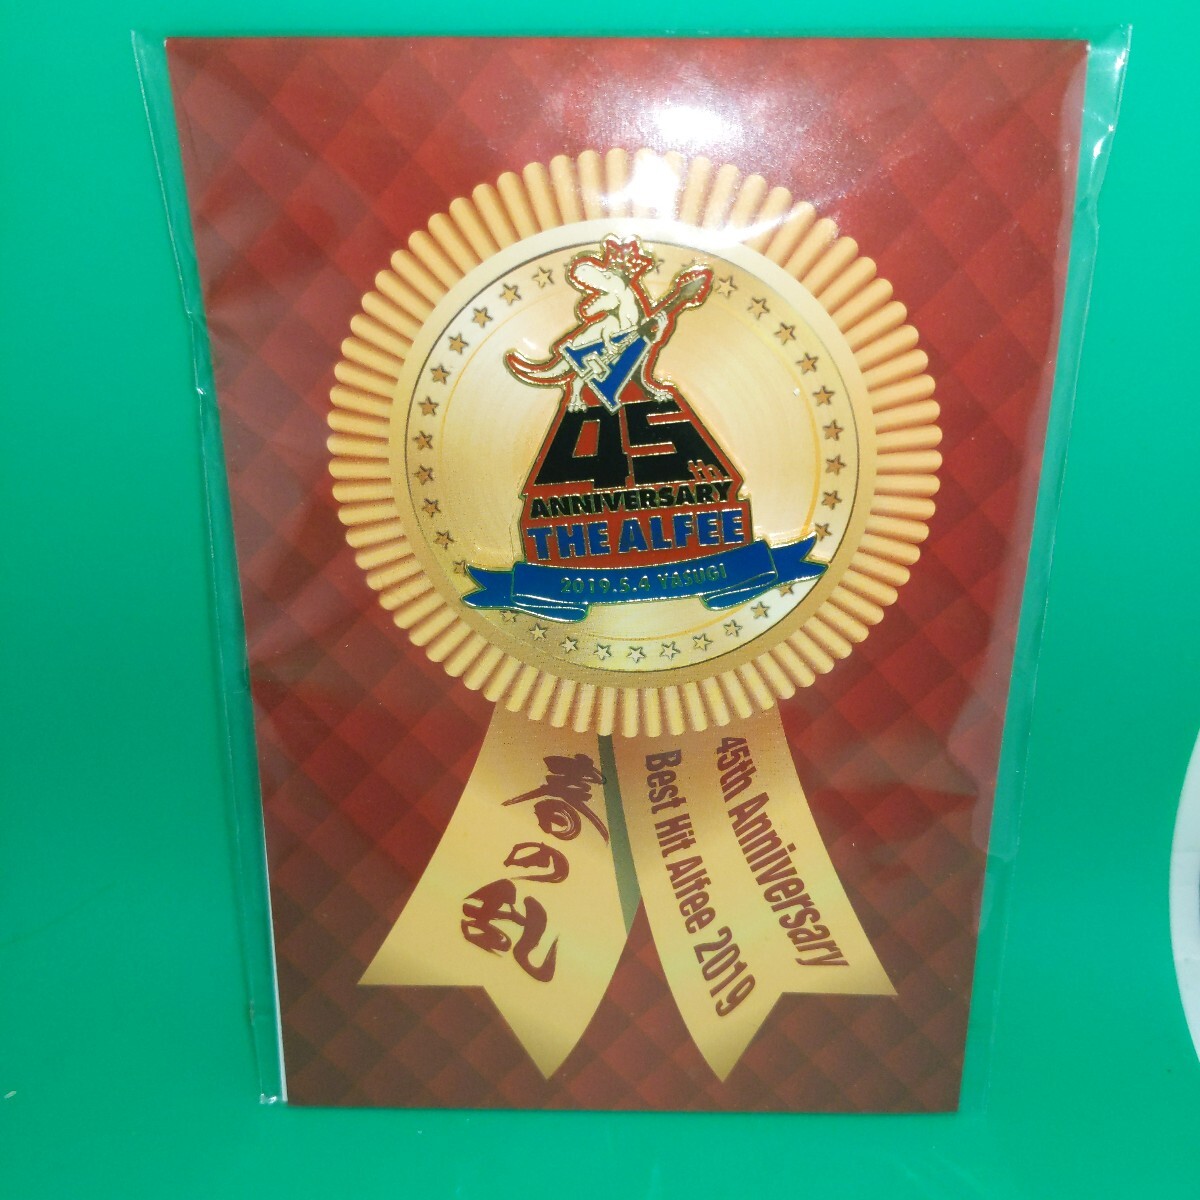 45th
ANNIVERSARY
THE ALFEE
2019.5.4 YASUGI
春の乱
45th Anniversary
Best Hit Alfee 2019